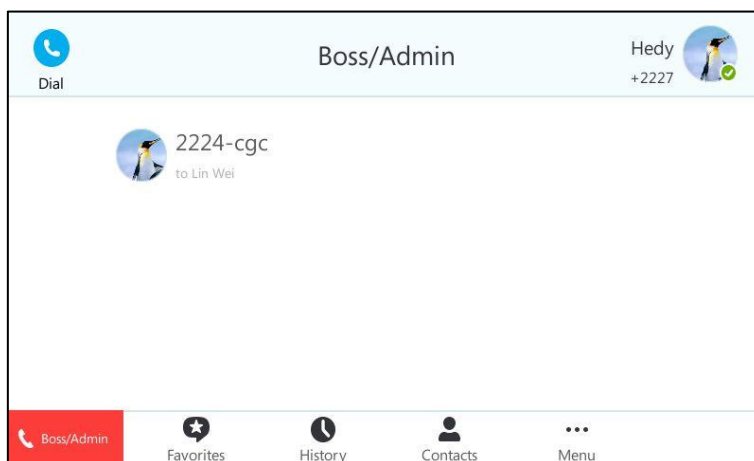 Dial
Boss/Admin
Hedy
+2227
2224-cgc
to Lin Wei
Boss/Admin
Favorites
History
Contacts
Menu